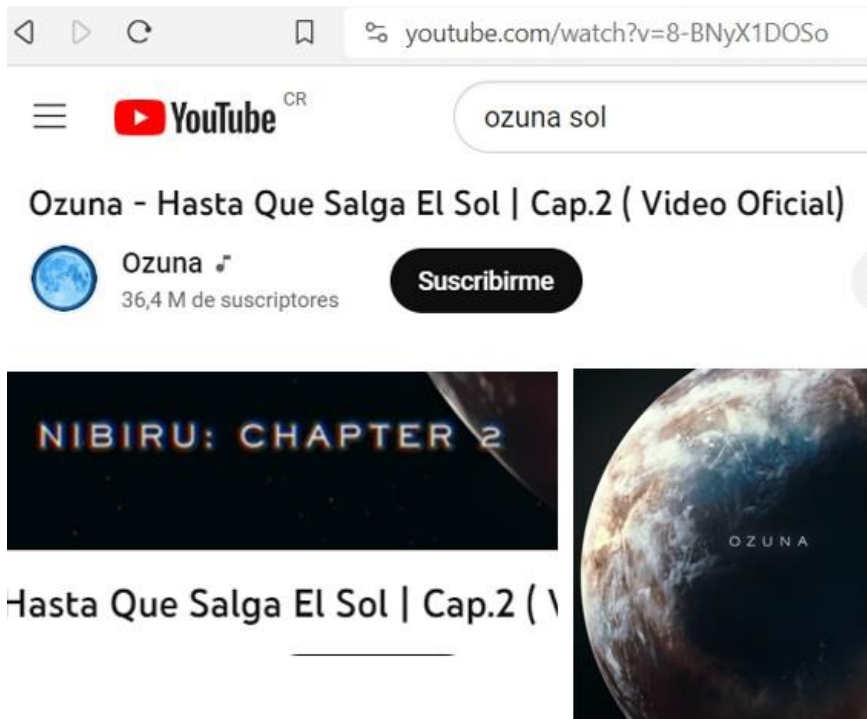 youtube.com/watch?v=8-BNyX1DOSo
YouTube CR
ozuna sol
Ozuna - Hasta Que Salga El Sol | Cap.2 ( Video Oficial)
Ozuna
36,4 M de suscriptores
Suscribirme
NIBIRU: CHAPTER 2
OZUNA
Hasta Que Salga El Sol | Cap.2 (